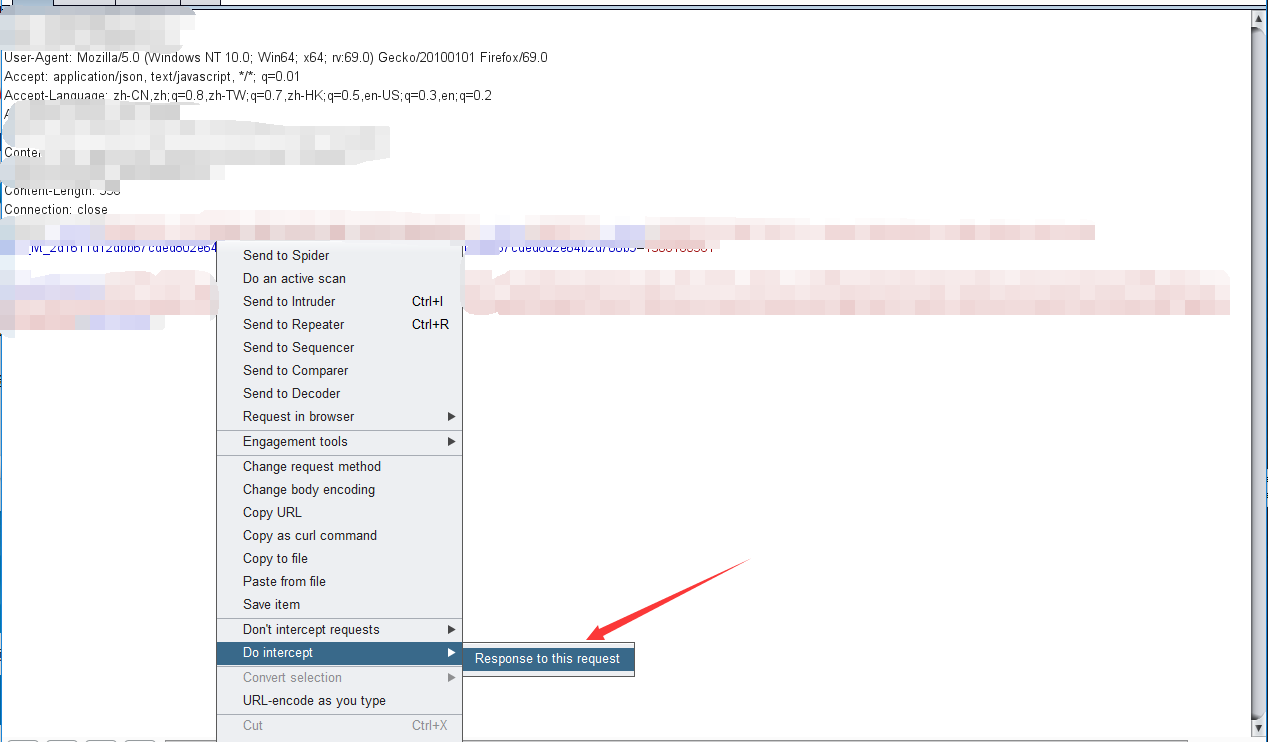 User-Agent: Mozilla/5.0 (Windows NT 10.0; Win64; x64; rv:69.0) Gecko/20100101 Firefox/69.0
Accept: application/json, text/javascript, */*; q=0.01
Accept-Language: zh-CN,zh;q=0.8,zh-TW;q=0.7,zh-HK;q=0.5,en-US;q=0.3,en;q=0.2
Content-Length:
Connection: close
Send to Spider
Do an active scan
Send to Intruder Ctrl+I
Send to Repeater Ctrl+R
Send to Sequencer
Send to Comparer
Send to Decoder
Request in browser
Engagement tools
Change request method
Change body encoding
Copy URL
Copy as curl command
Copy to file
Paste from file
Save item
Don't intercept requests
Do intercept
Response to this request
Convert selection
URL-encode as you type
Cut Ctrl+X